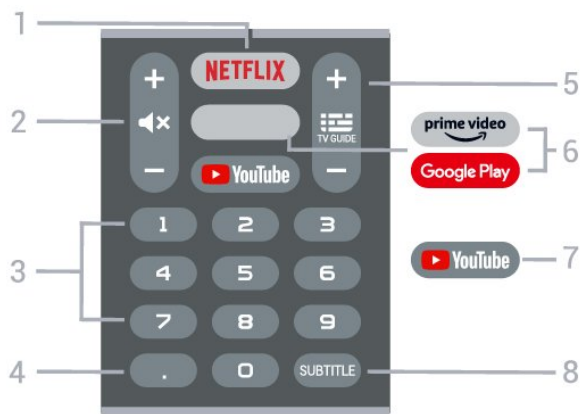 1
NETFLIX
+ +
5
2
TV GUIDE
prime video
6
- YouTube -
Google Play
1 2 3
3
4 5 6
YouTube
7
7 8 9
4
. 0 SUBTITLE
8